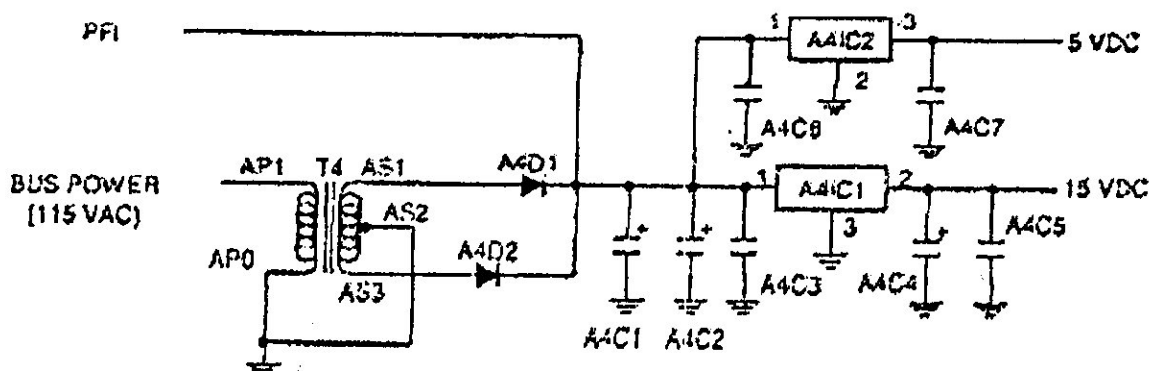 PFI
1 A4IC2 3 5 VDC
2
A4C6 A4C7
BUS POWER AP1 T4 AS1 A4D1
(115 VAC) AS2
1 A4IC1 2 15 VDC
3
AP0 A4D2
AS3
A4C3 A4C4 A4C5
A4C1 A4C2